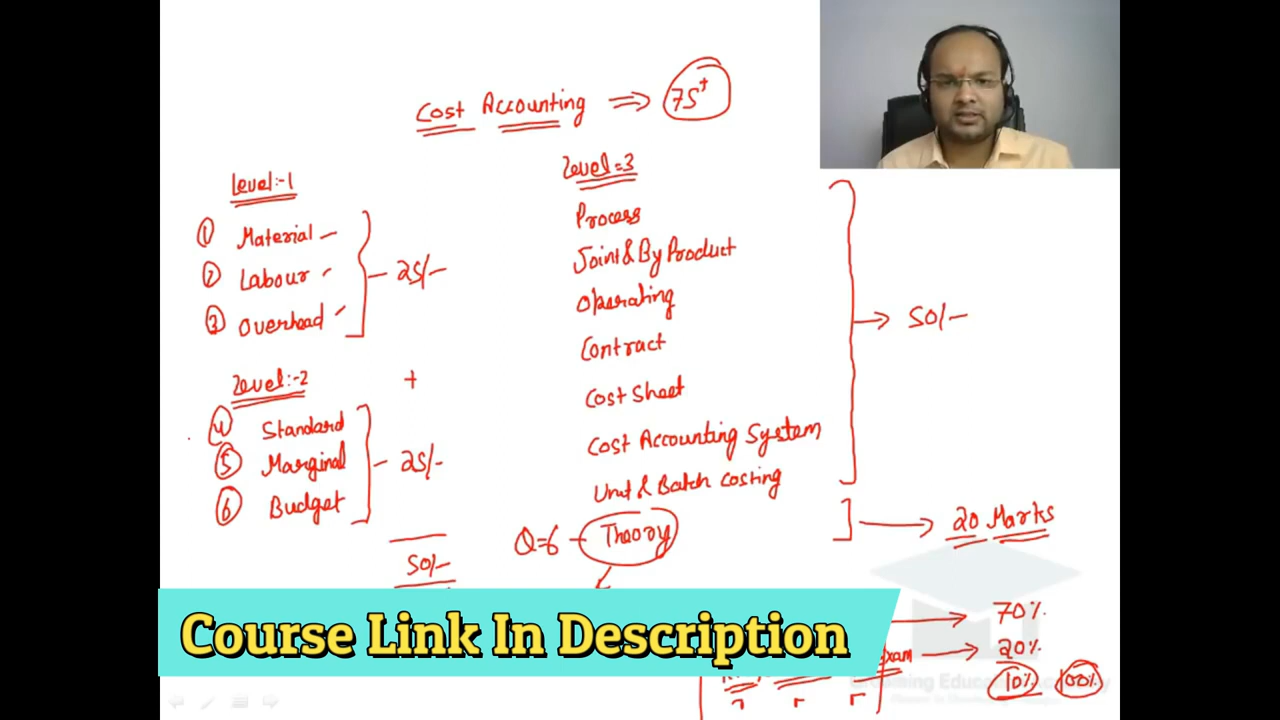 Cost Accounting ⇒ 75+
Level:-1
① Material –
② Labour
③ Overhead
– 25/-
Level:-2
+
④ Standard
⑤ Marginal
⑥ Budget
– 25/-
50/-
Level=3
Process
Joint & By Product
Operating
Contract
Cost Sheet
Cost Accounting System
Unit & Batch Costing
→ 50/-
Q=6 – Theory
→ 20 Marks
→ 70%
Exam → 20%
10% 100%
Course Link In Description